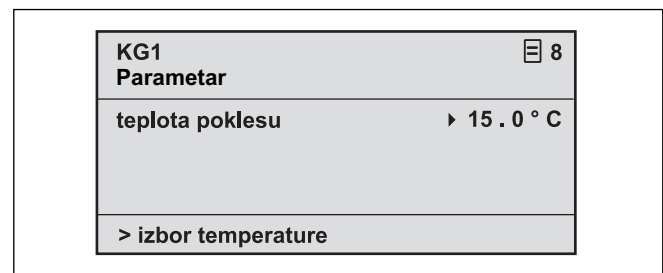 KG1 8
Parametar
teplota poklesu ▸ 15.0 ° C
> izbor temperature